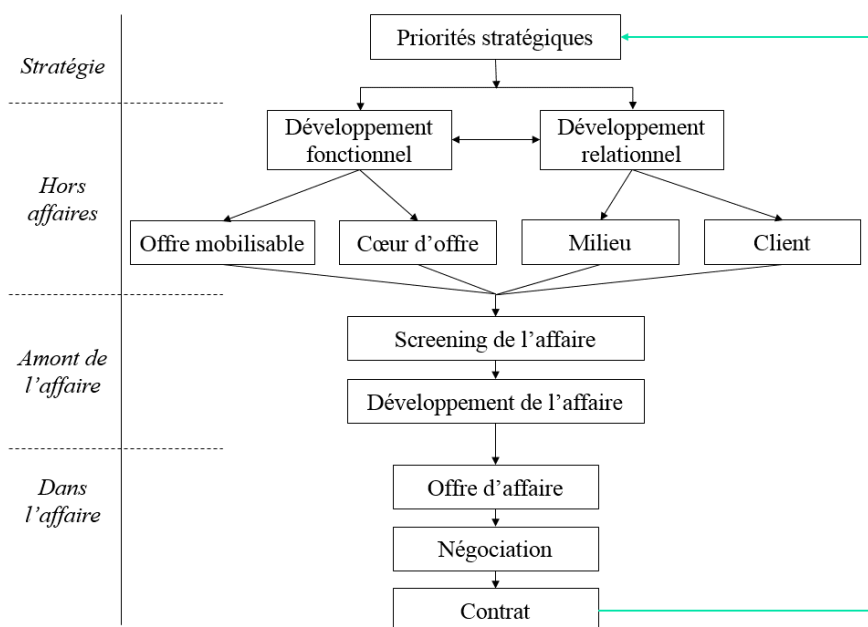 Priorités stratégiques
Stratégie
Développement
fonctionnel
Développement
relationnel
Hors
affaires
Offre mobilisable
Cœur d’offre
Milieu
Client
Amont de
l’affaire
Screening de l’affaire
Développement de l’affaire
Dans
l’affaire
Offre d’affaire
Négociation
Contrat